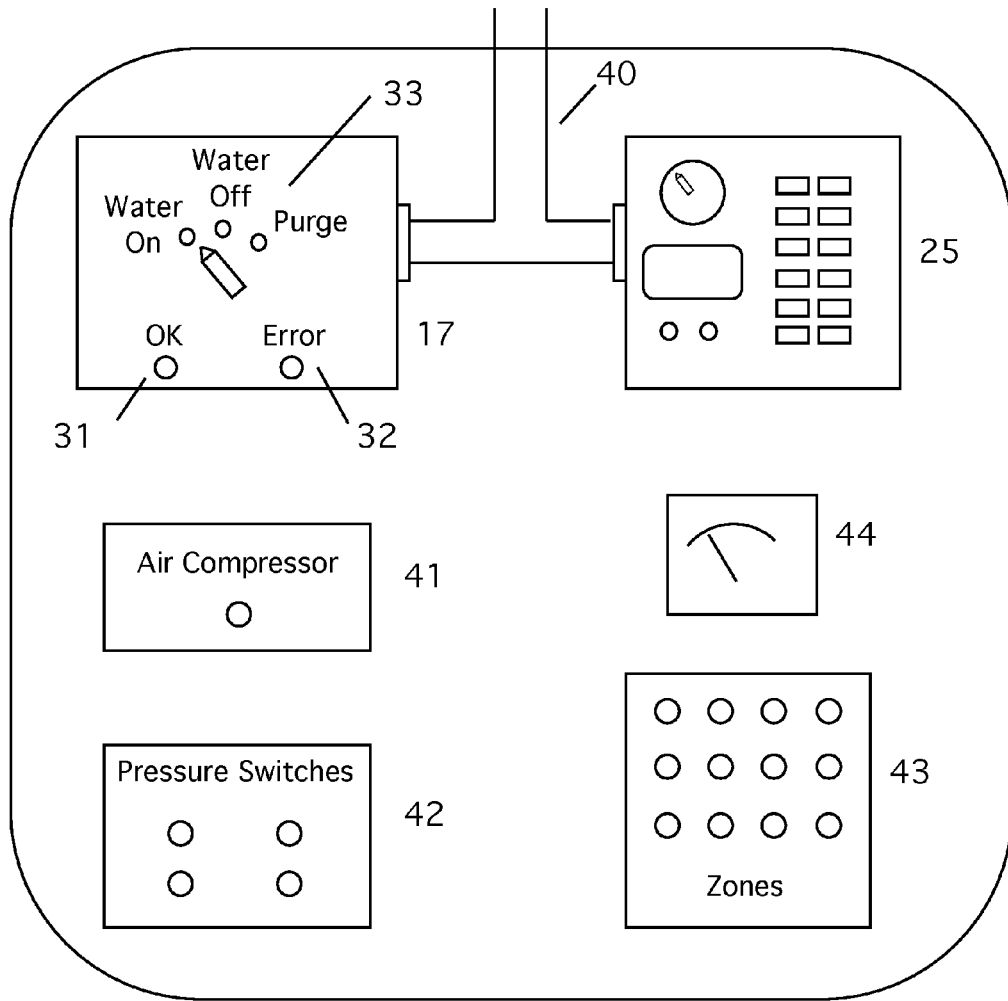 40
33
Water
Off
Water
On
Purge
25
OK
Error
17
31
32
44
Air Compressor
41
Pressure Switches
42
43
Zones